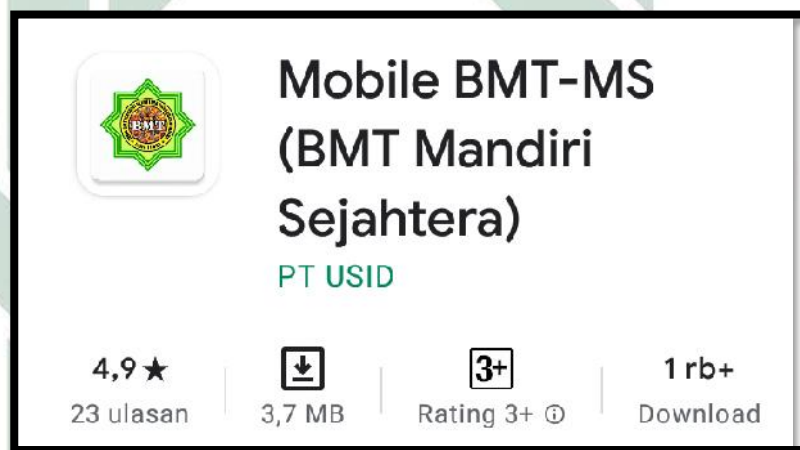 BMT
Mobile BMT-MS
(BMT Mandiri
Sejahtera)
PT USID
4,9★
23 ulasan
3,7 MB
3+
Rating 3+
1 rb+
Download